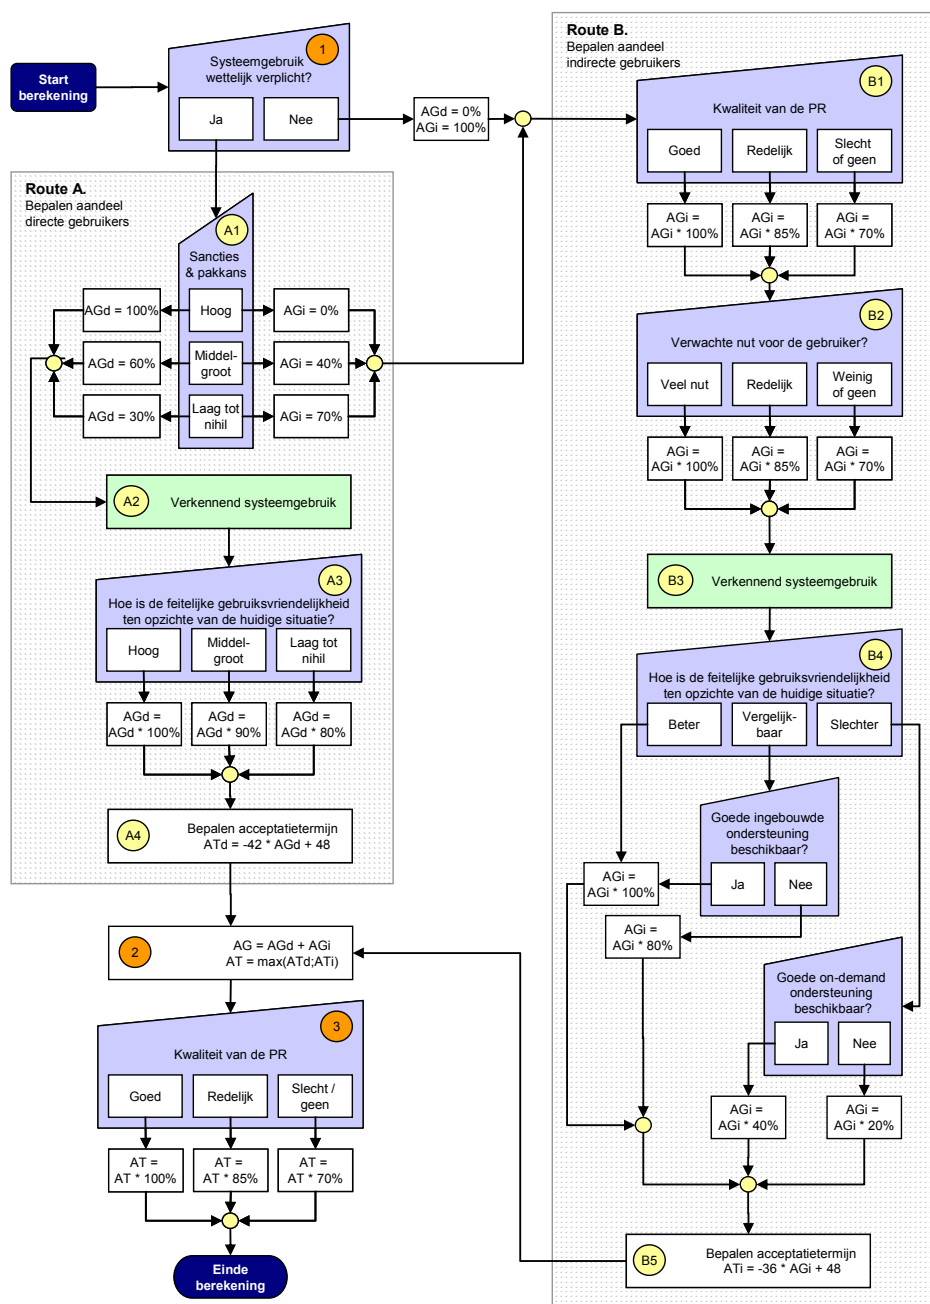 Start
berekening
1
Systeemgebruik
wettelijk verplicht?
Ja
Nee
AGd = 0%
AGi = 100%
Route A.
Bepalen aandeel
directe gebruikers
A1
Sancties
& pakkans
AGd = 100%
Hoog
AGi = 0%
AGd = 60%
Middel-
groot
AGi = 40%
AGd = 30%
Laag tot
nihil
AGi = 70%
A2
Verkennend systeemgebruik
A3
Hoe is de feitelijke gebruiksvriendelijkheid
ten opzichte van de huidige situatie?
Hoog
Middel-
groot
Laag tot
nihil
AGd =
AGd * 100%
AGd =
AGd * 90%
AGd =
AGd * 80%
A4
Bepalen acceptatietermijn
ATd = -42 * AGd + 48
2
AG = AGd + AGi
AT = max(ATd;ATi)
3
Kwaliteit van de PR
Goed
Redelijk
Slecht /
geen
AT =
AT * 100%
AT =
AT * 85%
AT =
AT * 70%
Einde
berekening
Route B.
Bepalen aandeel
indirecte gebruikers
B1
Kwaliteit van de PR
Goed
Redelijk
Slecht
of geen
AGi =
AGi * 100%
AGi =
AGi * 85%
AGi =
AGi * 70%
B2
Verwachte nut voor de gebruiker?
Veel nut
Redelijk
Weinig
of geen
AGi =
AGi * 100%
AGi =
AGi * 85%
AGi =
AGi * 70%
B3
Verkennend systeemgebruik
B4
Hoe is de feitelijke gebruiksvriendelijkheid
ten opzichte van de huidige situatie?
Beter
Vergelijk-
baar
Slechter
Goede ingebouwde
ondersteuning
beschikbaar?
Ja
Nee
AGi =
AGi * 100%
AGi =
AGi * 80%
Goede on-demand
ondersteuning
beschikbaar?
Ja
Nee
AGi =
AGi * 40%
AGi =
AGi * 20%
B5
Bepalen acceptatietermijn
ATi = -36 * AGi + 48